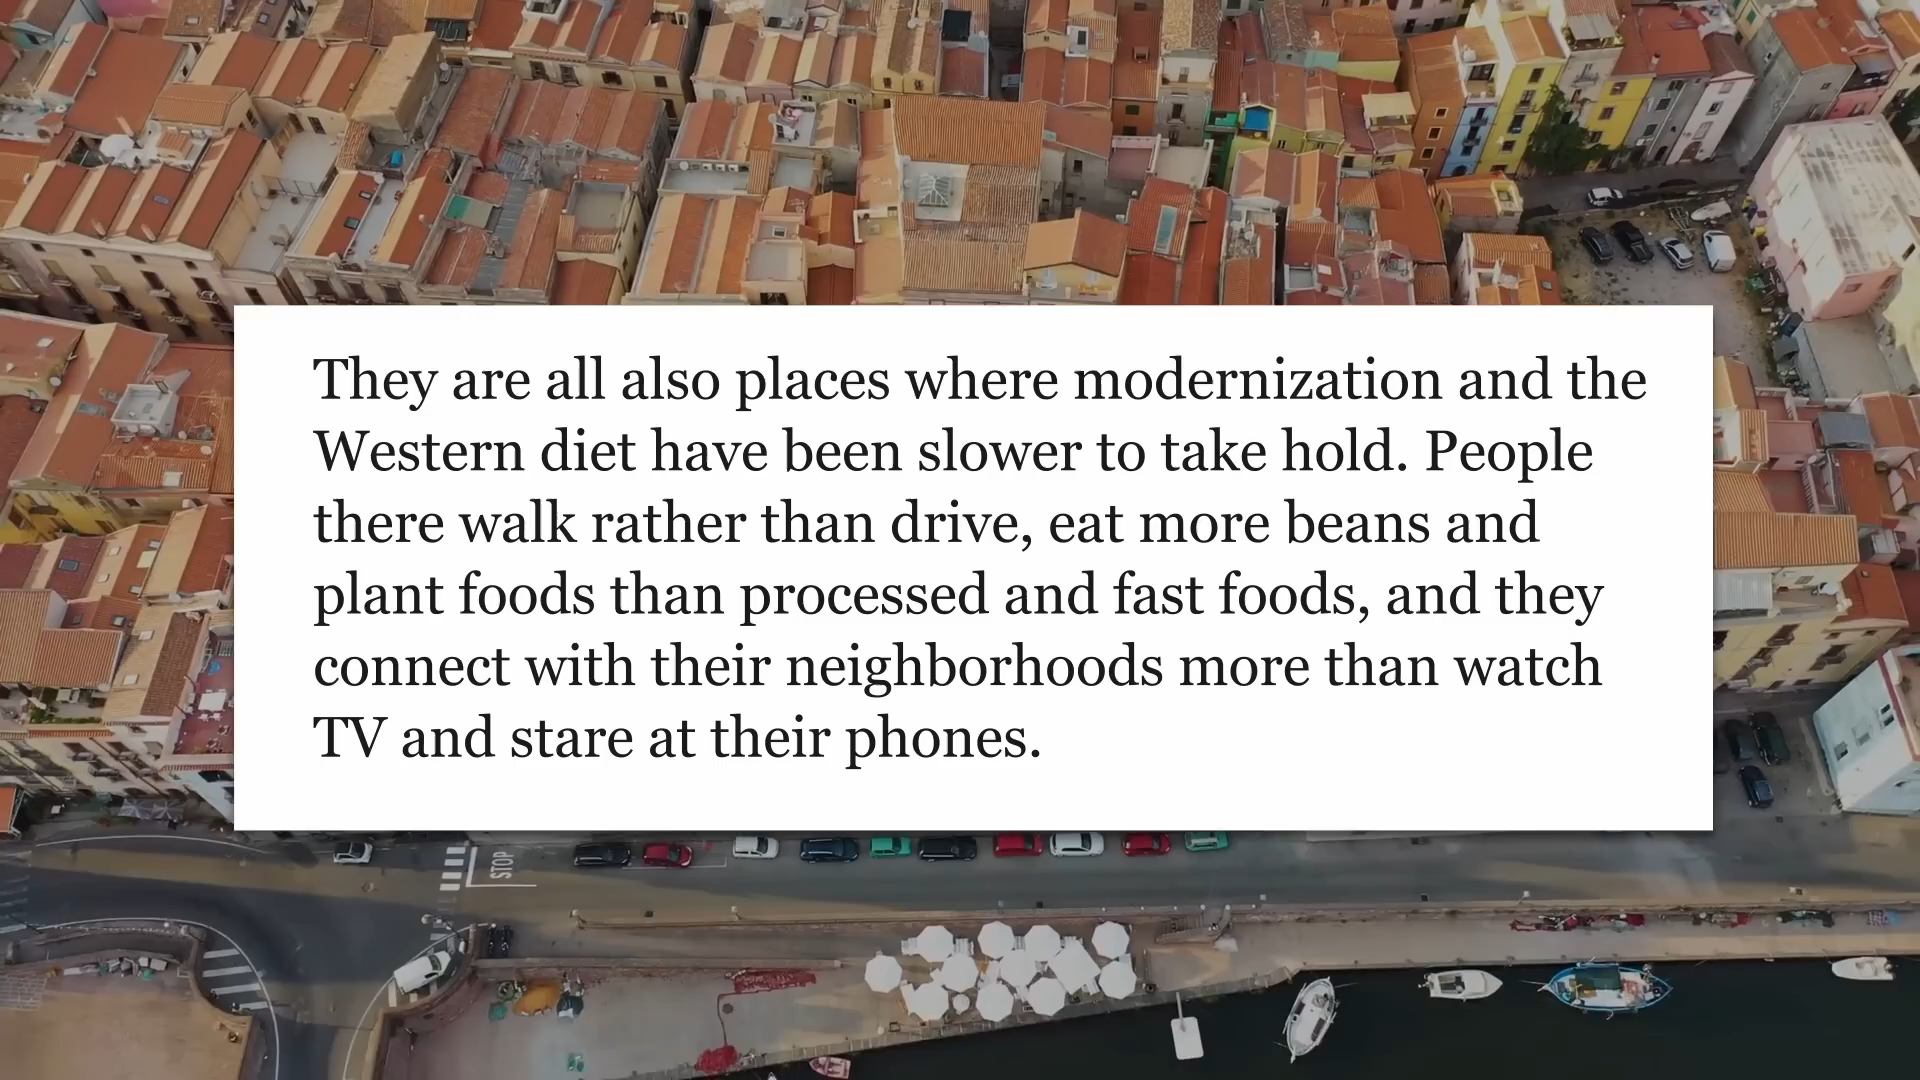 They are all also places where modernization and the
Western diet have been slower to take hold. People
there walk rather than drive, eat more beans and
plant foods than processed and fast foods, and they
connect with their neighborhoods more than watch
TV and stare at their phones.
STOP